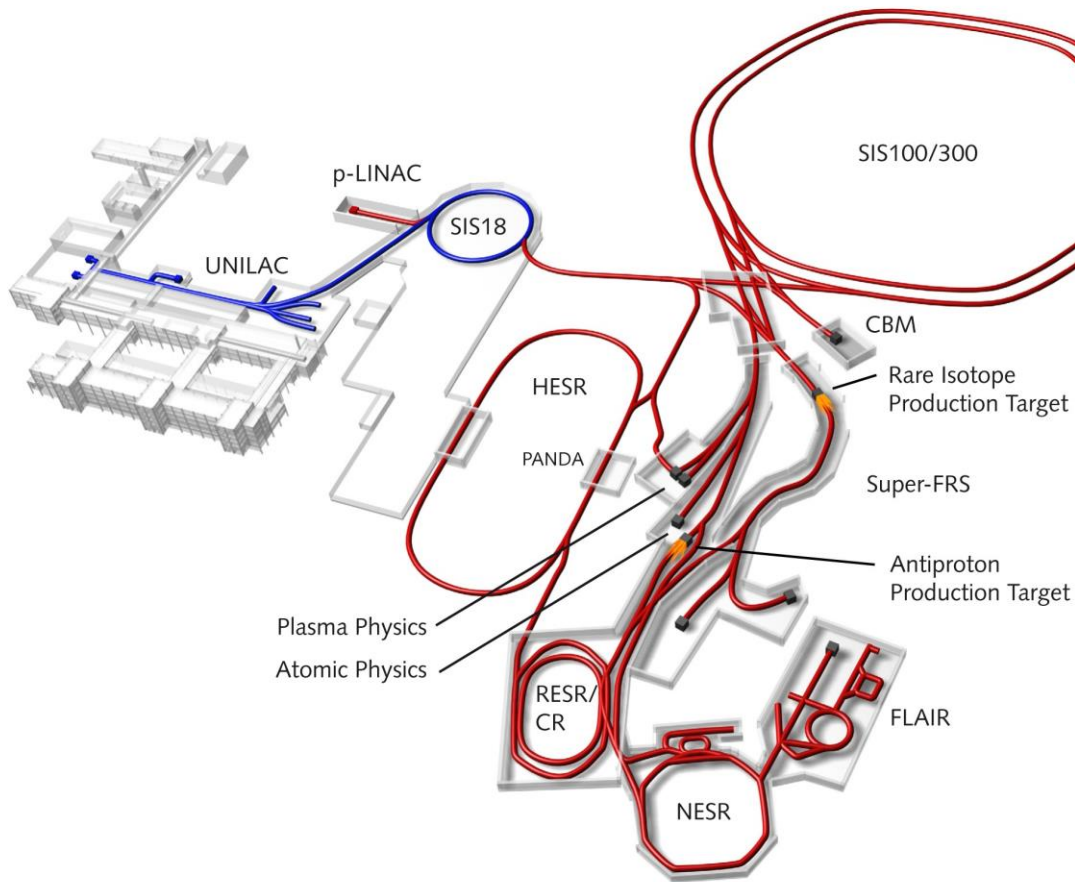 SIS100/300
p-LINAC
SIS18
UNILAC
CBM
Rare Isotope
Production Target
HESR
PANDA
Super-FRS
Antiproton
Production Target
Plasma Physics
Atomic Physics
RESR/
CR
FLAIR
NESR